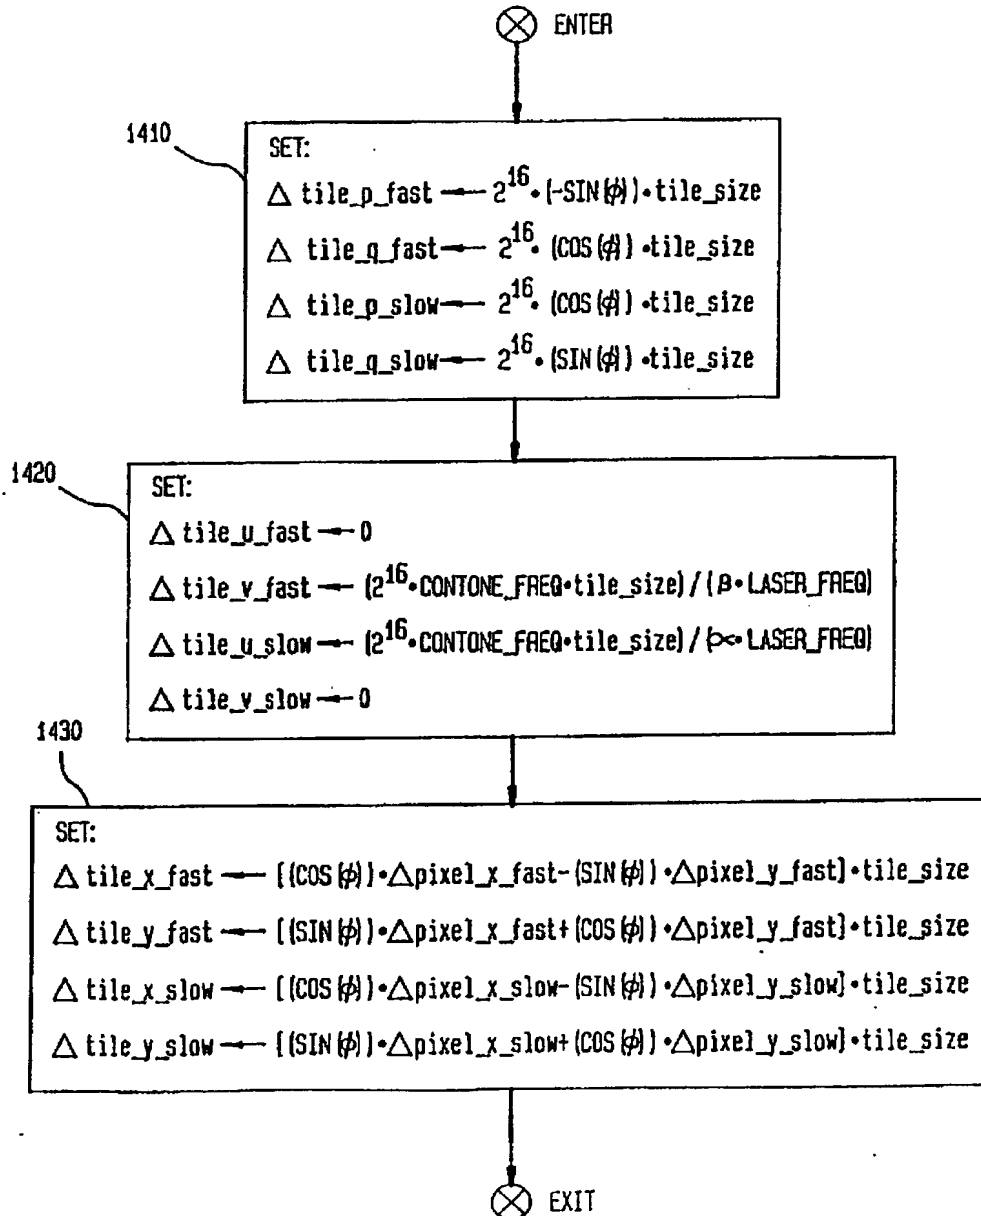 ENTER
1410
SET:
Δ tile_p_fast ← 2^16 • (-SIN(ϕ)) • tile_size
Δ tile_q_fast ← 2^16 • (COS(ϕ)) • tile_size
Δ tile_p_slow ← 2^16 • (COS(ϕ)) • tile_size
Δ tile_q_slow ← 2^16 • (SIN(ϕ)) • tile_size
1420
SET:
Δ tile_u_fast ← 0
Δ tile_v_fast ← (2^16 • CONTONE_FREQ • tile_size) / (β • LASER_FREQ)
Δ tile_u_slow ← (2^16 • CONTONE_FREQ • tile_size) / (∝ • LASER_FREQ)
Δ tile_v_slow ← 0
1430
SET:
Δ tile_x_fast ← [(COS(ϕ)) • Δpixel_x_fast - (SIN(ϕ)) • Δpixel_y_fast] • tile_size
Δ tile_y_fast ← [(SIN(ϕ)) • Δpixel_x_fast + (COS(ϕ)) • Δpixel_y_fast] • tile_size
Δ tile_x_slow ← [(COS(ϕ)) • Δpixel_x_slow - (SIN(ϕ)) • Δpixel_y_slow] • tile_size
Δ tile_y_slow ← [(SIN(ϕ)) • Δpixel_x_slow + (COS(ϕ)) • Δpixel_y_slow] • tile_size
EXIT